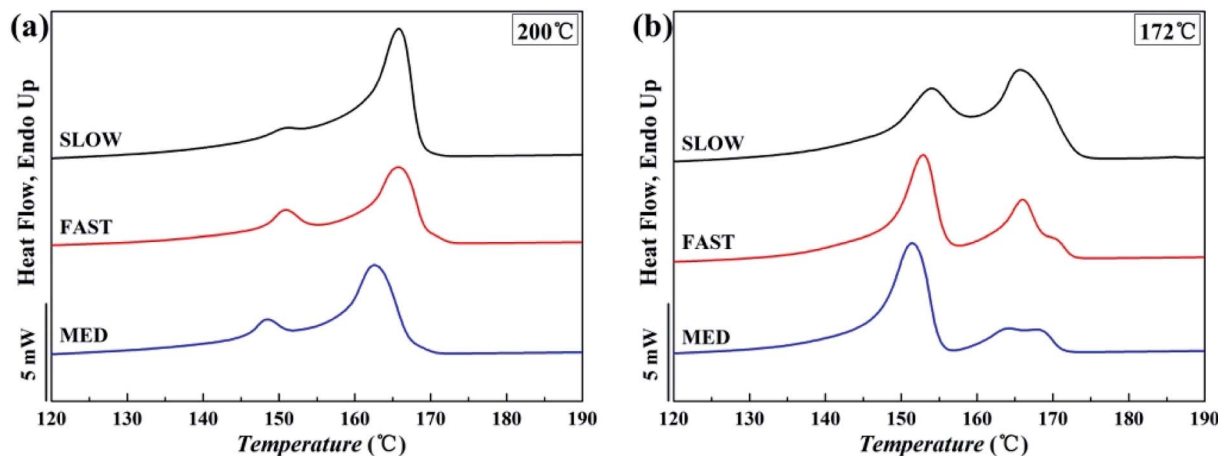 (a)
200℃
Heat Flow, Endo Up
SLOW
FAST
MED
5 mW
120 130 140 150 160 170 180 190
Temperature (℃)
(b)
172℃
Heat Flow, Endo Up
SLOW
FAST
MED
5 mW
120 130 140 150 160 170 180 190
Temperature (℃)